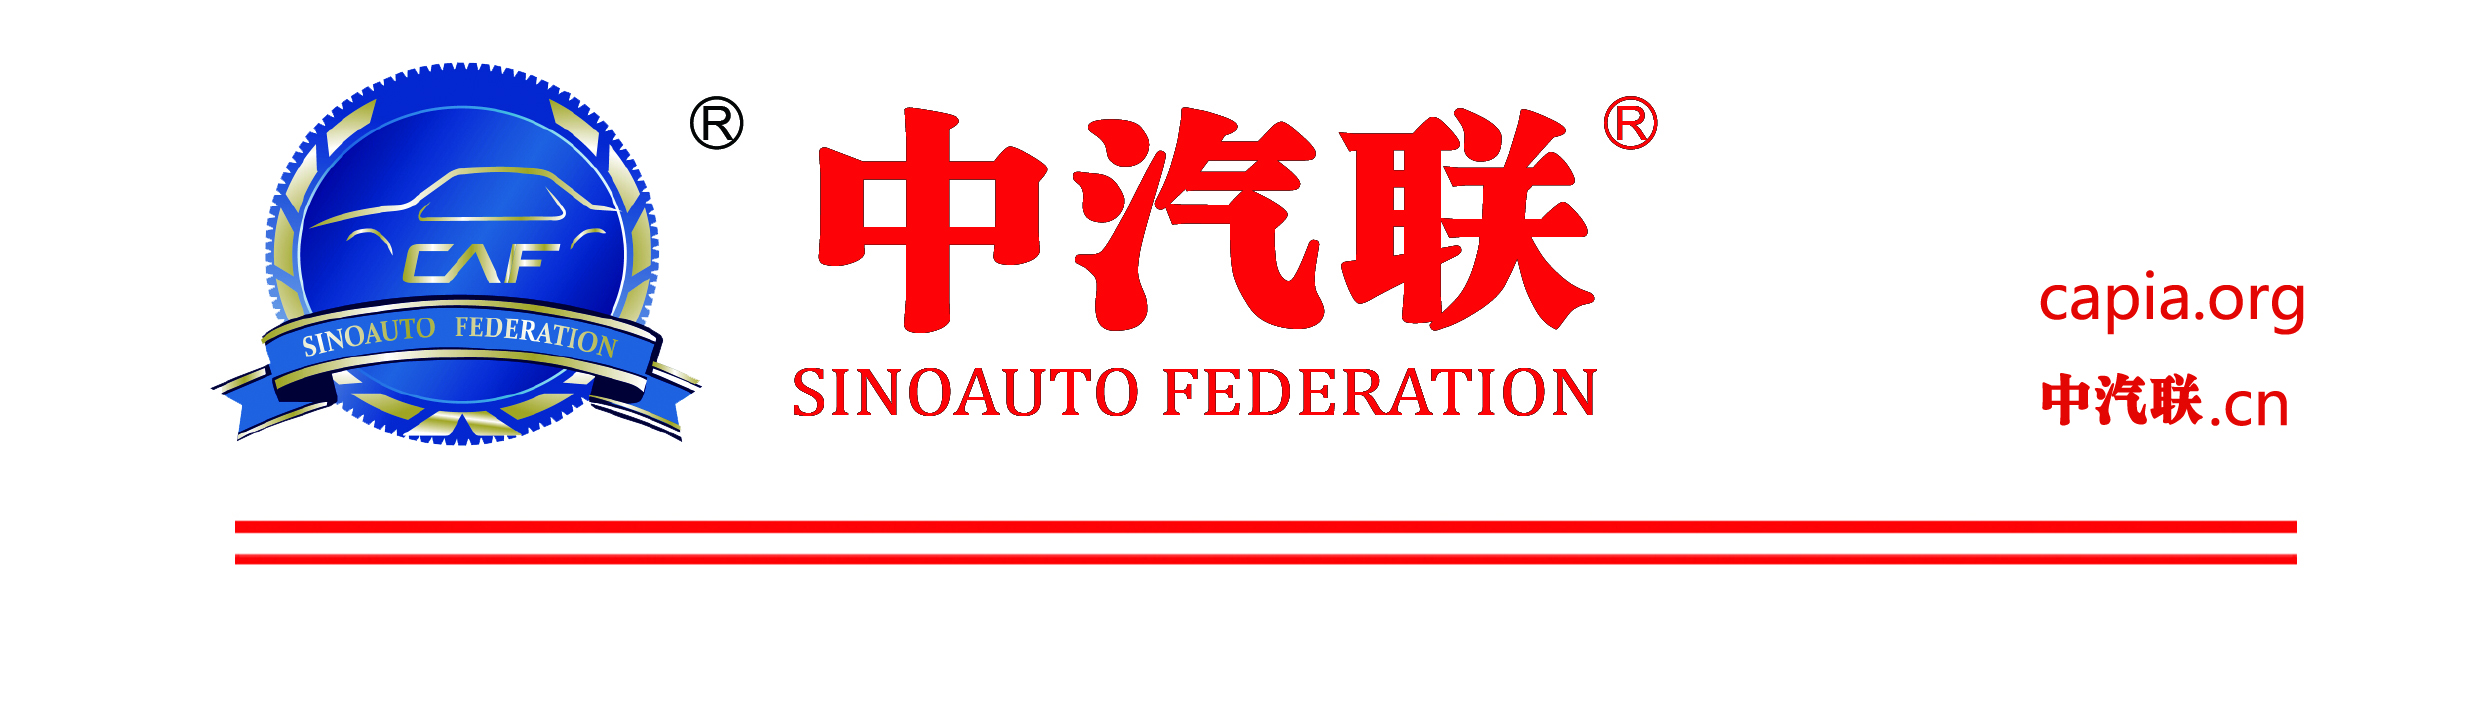 CAF
SINOAUTO FEDERATION
®
中汽联®
SINOAUTO FEDERATION
capia.org
中汽联.cn